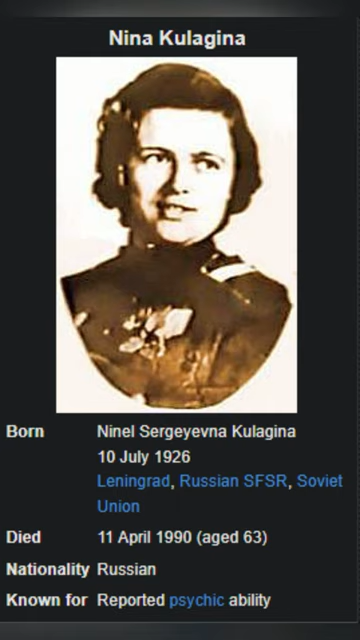 Nina Kulagina
Born Ninel Sergeyevna Kulagina
10 July 1926
Leningrad, Russian SFSR, Soviet
Union
Died 11 April 1990 (aged 63)
Nationality Russian
Known for Reported psychic ability